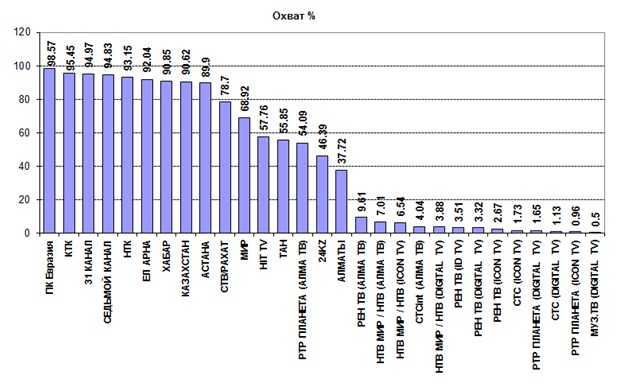 Охват %
120
100
80
60
40
20
0
98.57
95.45
94.97
94.83
93.15
92.04
90.85
90.62
89.9
78.7
68.92
57.76
55.85
54.09
46.39
37.72
9.61
7.01
6.54
4.04
3.88
3.51
3.32
2.67
1.73
1.65
1.13
0.96
0.5
ПК Евразия
КТК
31 КАНАЛ
СЕДЬМОЙ КАНАЛ
НТК
ЕЛ АРНА
ХАБАР
КАЗАХСТАН
АСТАНА
СТВ\РАХАТ
МИР
HIT TV
ТАН
РТР ПЛАНЕТА (АЛМА ТВ)
24KZ
АЛМАТЫ
РЕН ТВ (АЛМА ТВ)
НТВ МИР / НТВ (АЛМА ТВ)
НТВ МИР / НТВ (ICON TV)
СТСint (АЛМА ТВ)
НТВ МИР / НТВ (DIGITAL TV)
РЕН ТВ (ID TV)
РЕН ТВ (DIGITAL TV)
РЕН ТВ (ICON TV)
СТС (ICON TV)
РТР ПЛАНЕТА (DIGITAL TV)
СТС (DIGITAL TV)
РТР ПЛАНЕТА (ICON TV)
МУЗ.ТВ (DIGITAL TV)